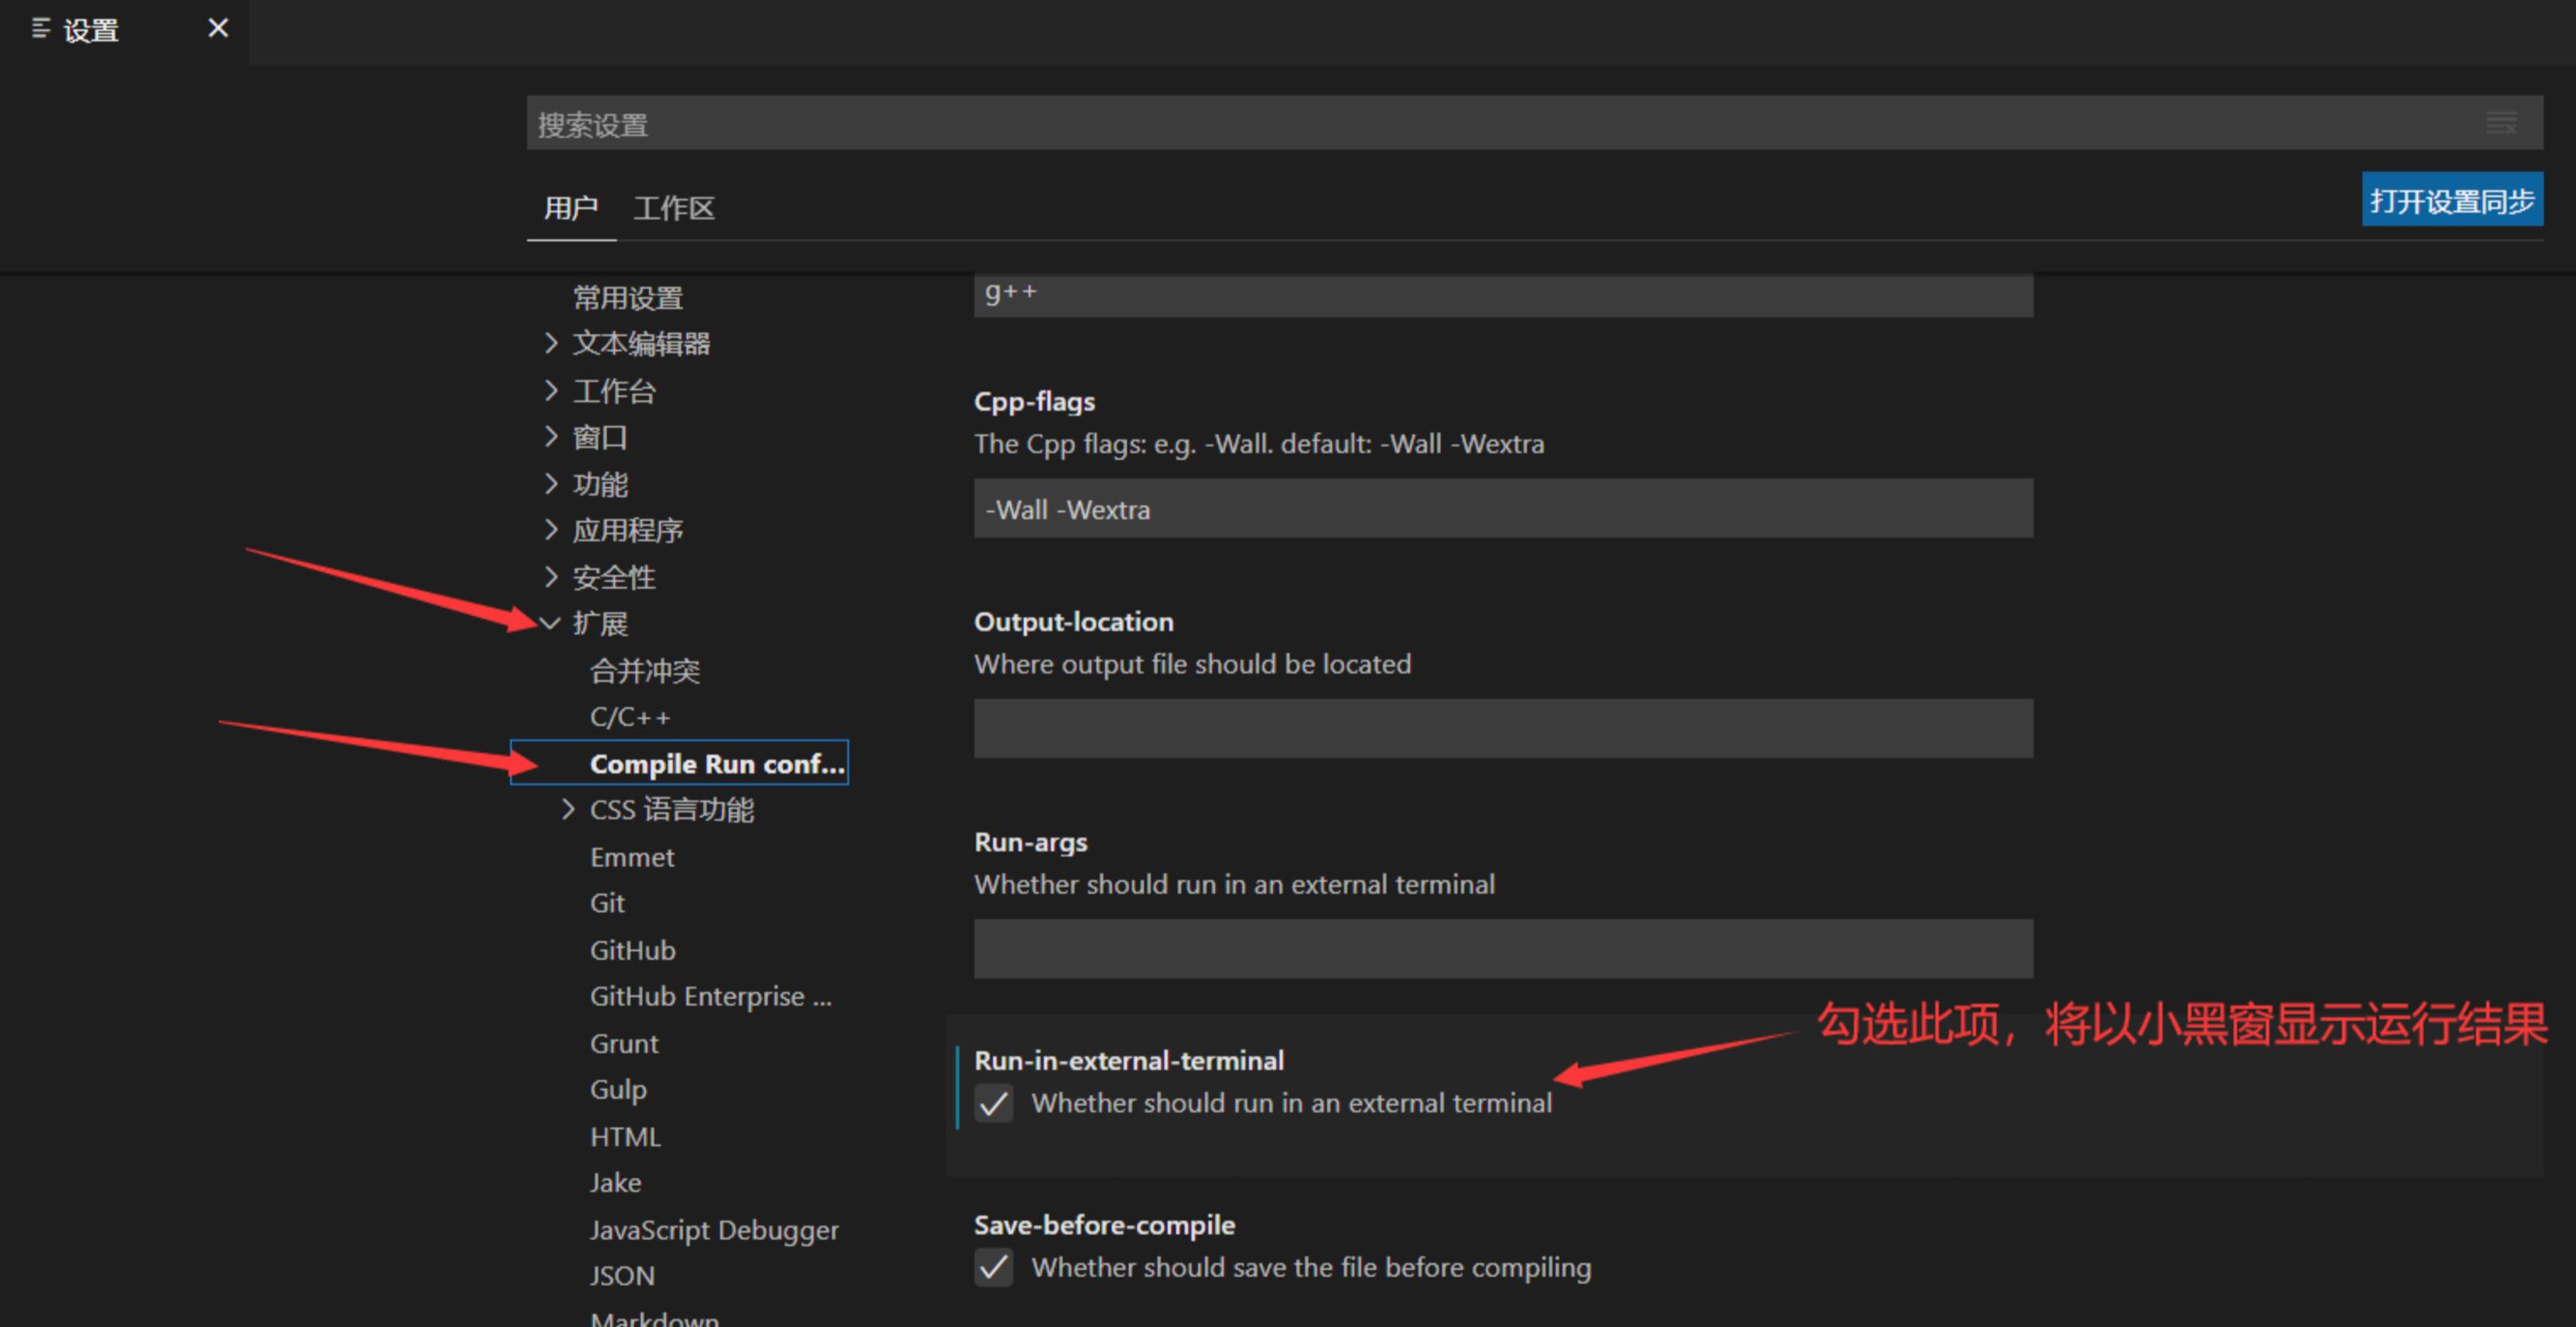 设置
搜索设置
用户 工作区
打开设置同步
常用设置
文本编辑器
工作台
窗口
功能
应用程序
安全性
扩展
合并冲突
C/C++
Compile Run conf...
CSS 语言功能
Emmet
Git
GitHub
GitHub Enterprise ...
Grunt
Gulp
HTML
Jake
JavaScript Debugger
JSON
Markdown
g++
Cpp-flags
The Cpp flags: e.g. -Wall. default: -Wall -Wextra
-Wall -Wextra
Output-location
Where output file should be located
Run-args
Whether should run in an external terminal
勾选此项，将以小黑窗显示运行结果
Run-in-external-terminal
Whether should run in an external terminal
Save-before-compile
Whether should save the file before compiling